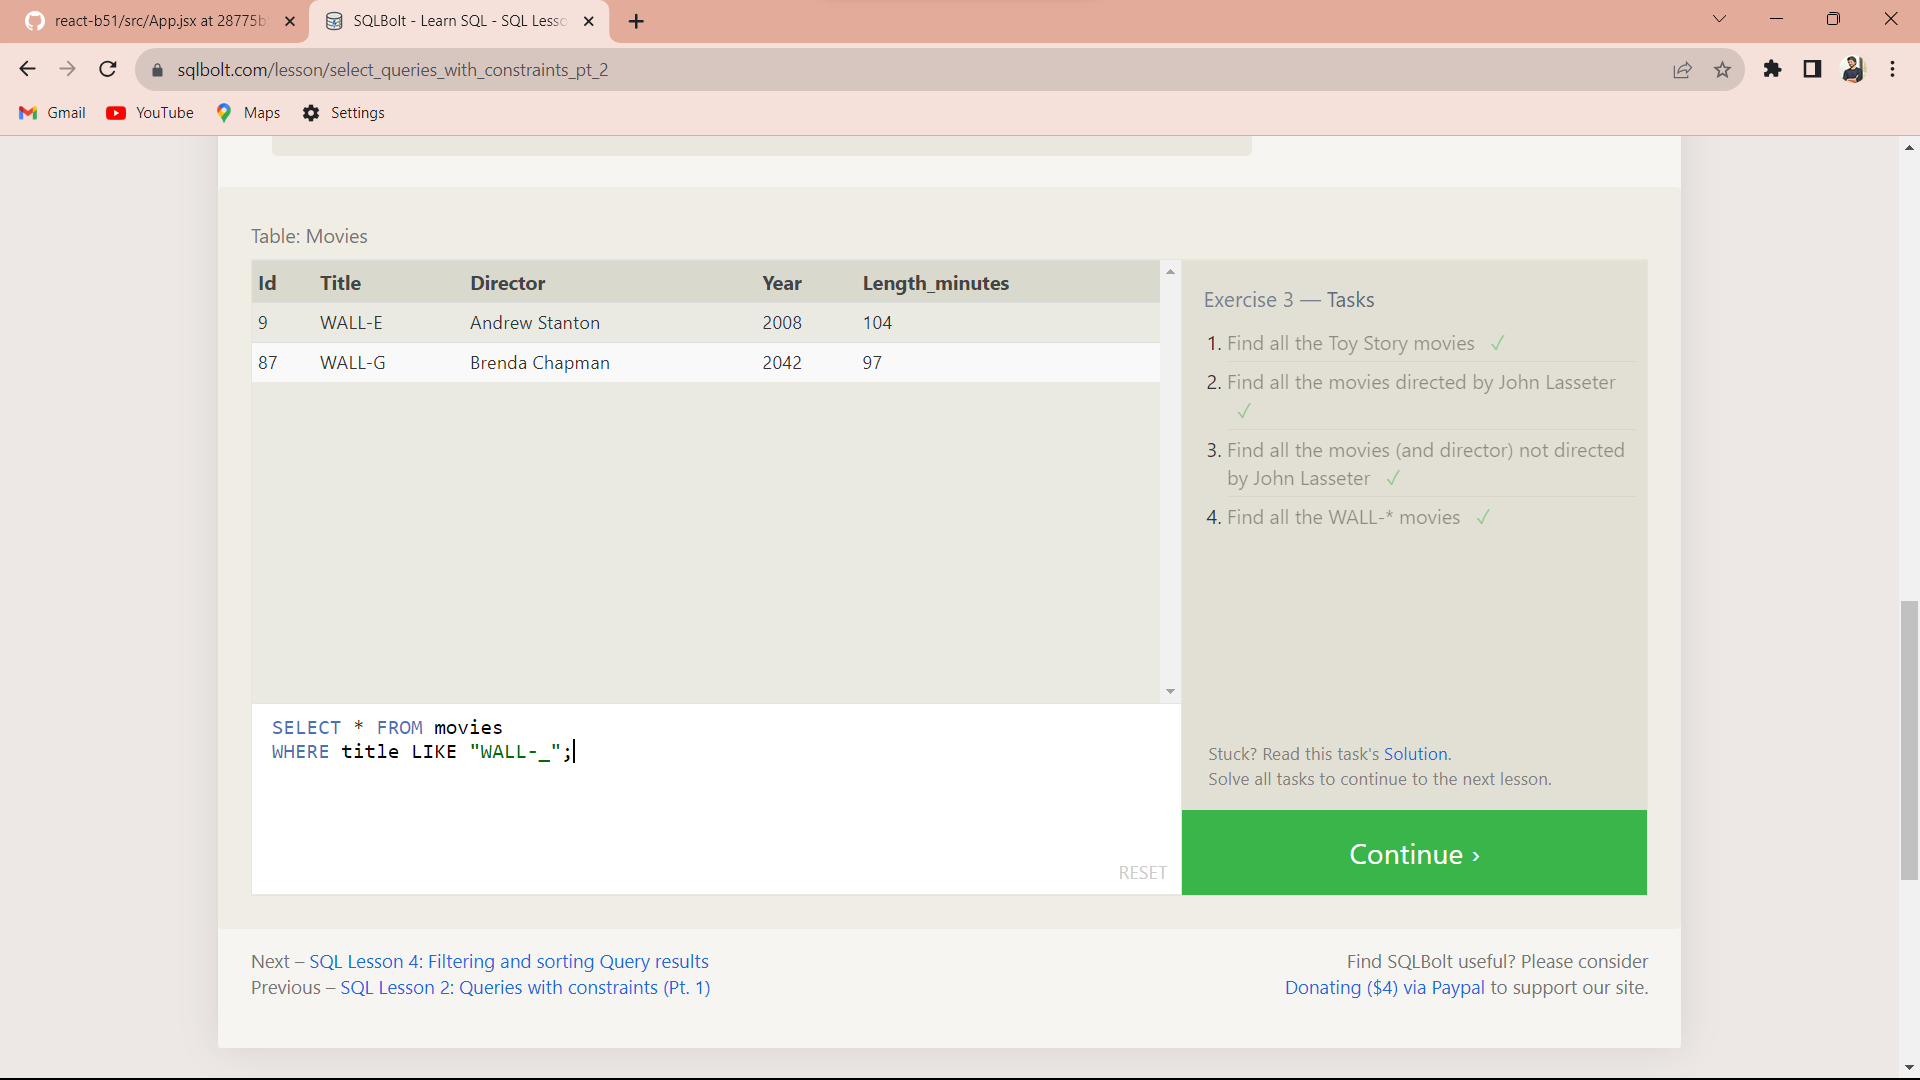 react-b51/src/App.jsx at 28775b
SQLBolt - Learn SQL - SQL Lesso
sqlbolt.com/lesson/select_queries_with_constraints_pt_2
Gmail YouTube Maps Settings
Table: Movies
Id Title Director Year Length_minutes
9 WALL-E Andrew Stanton 2008 104
87 WALL-G Brenda Chapman 2042 97
SELECT * FROM movies
WHERE title LIKE "WALL-_";
RESET
Exercise 3 — Tasks
1. Find all the Toy Story movies ✓
2. Find all the movies directed by John Lasseter
✓
3. Find all the movies (and director) not directed
by John Lasseter ✓
4. Find all the WALL-* movies ✓
Stuck? Read this task's Solution.
Solve all tasks to continue to the next lesson.
Continue ›
Next – SQL Lesson 4: Filtering and sorting Query results
Previous – SQL Lesson 2: Queries with constraints (Pt. 1)
Find SQLBolt useful? Please consider
Donating ($4) via Paypal to support our site.